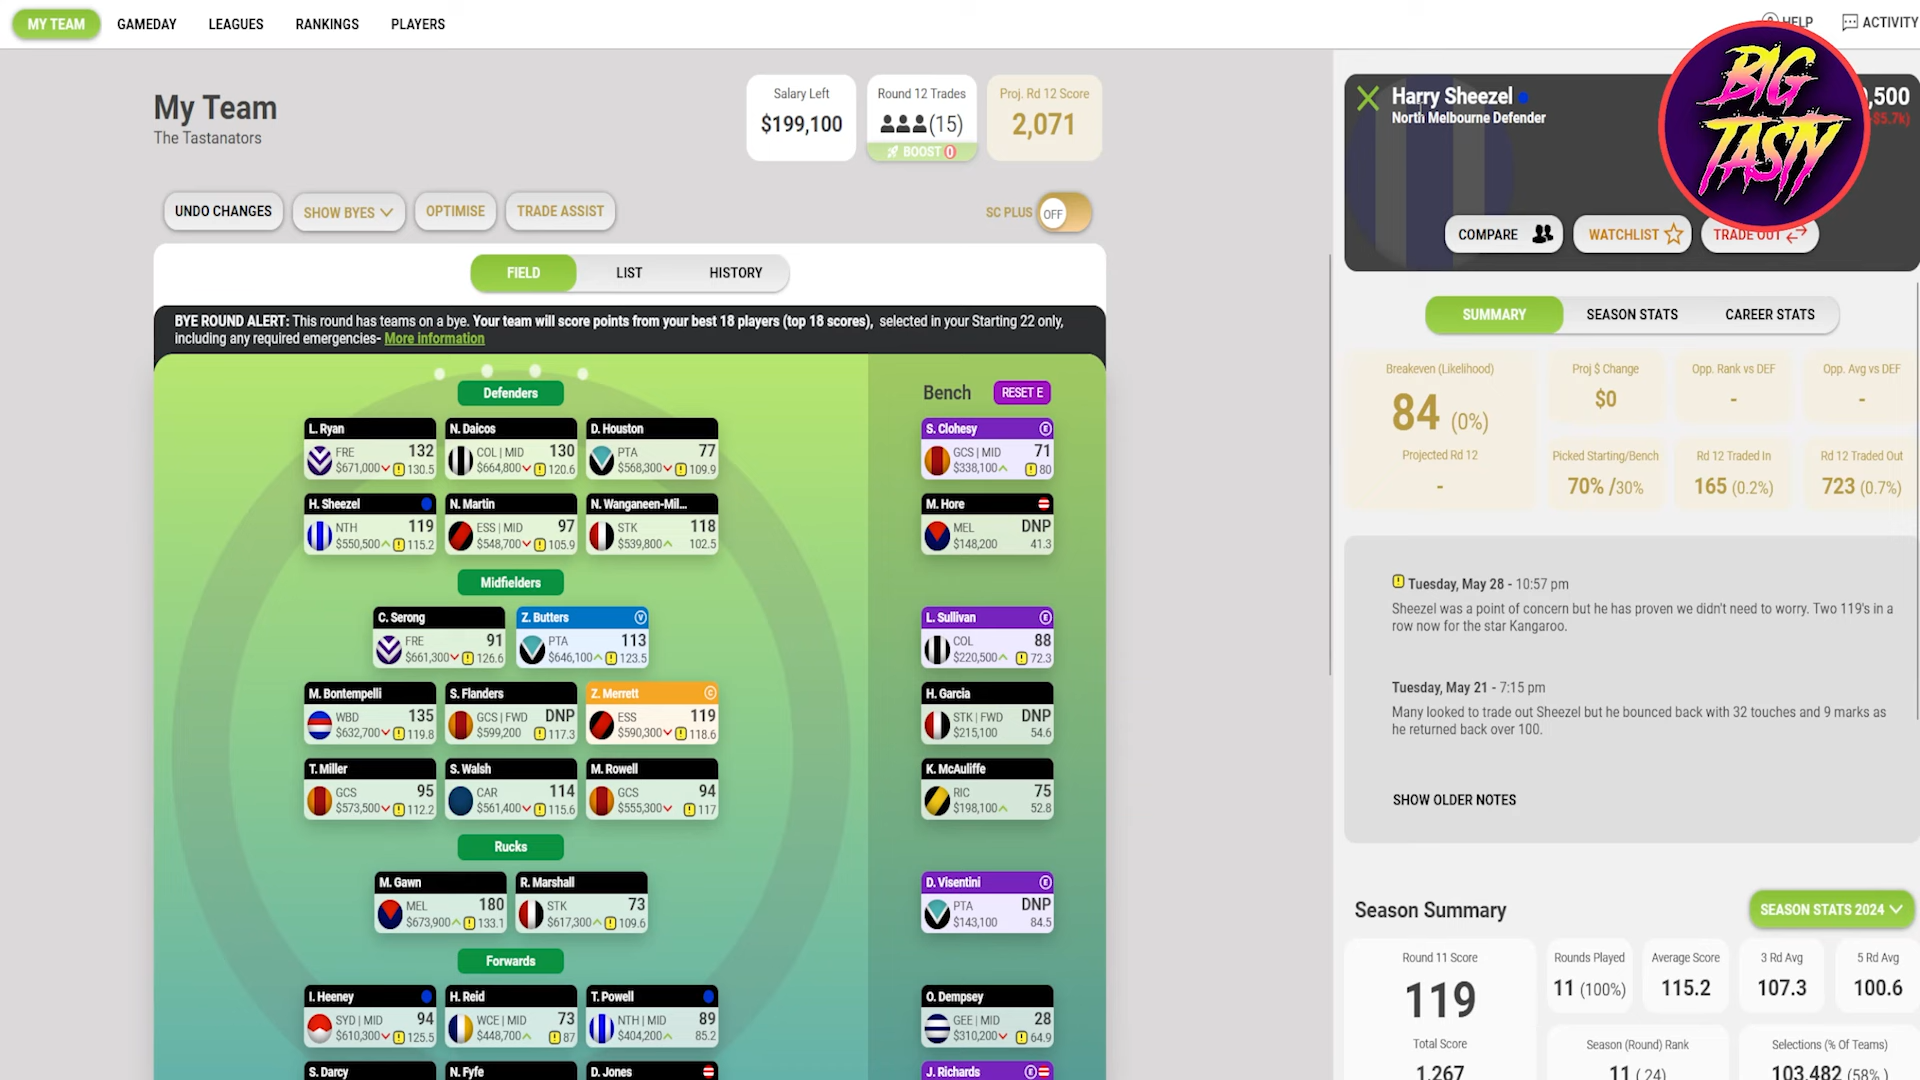 MY TEAM
GAMEDAY
LEAGUES
RANKINGS
PLAYERS
HELP
ACTIVITY
My Team
The Tastanators
Salary Left
$199,100
Round 12 Trades
(15)
BOOST 0
Proj. Rd 12 Score
2,071
UNDO CHANGES
SHOW BYES
OPTIMISE
TRADE ASSIST
SC PLUS
OFF
FIELD
LIST
HISTORY
BYE ROUND ALERT: This round has teams on a bye. Your team will score points from your best 18 players (top 18 scores), selected in your Starting 22 only,
including any required emergencies- More information
Defenders
Bench
RESET E
L. Ryan
FRE 132
$671,000 130.5
N. Daicos
COL | MID 130
$664,800 120.6
D. Houston
PTA 77
$568,300 109.9
S. Clohesy E
GCS | MID 71
$338,100 80
H. Sheezel
NTH 119
$550,500 115.2
N. Martin
ESS | MID 97
$548,700 105.9
N. Wanganeen-Mil...
STK 118
$539,800 102.5
M. Hore
MEL DNP
$148,200 41.3
Midfielders
C. Serong
FRE 91
$661,300 126.6
Z. Butters V
PTA 113
$646,100 123.5
L. Sullivan E
COL 88
$220,500 72.3
M. Bontempelli
WBD 135
$632,700 119.8
S. Flanders
GCS | FWD DNP
$599,200 117.3
Z. Merrett C
ESS 119
$590,300 118.6
H. Garcia
STK | FWD DNP
$215,100 54.6
T. Miller
GCS 95
$573,500 112.2
S. Walsh
CAR 114
$561,400 115.6
M. Rowell
GCS 94
$555,300 117
K. McAuliffe
RIC 75
$198,100 52.8
Rucks
M. Gawn
MEL 180
$673,900 133.1
R. Marshall
STK 73
$617,300 109.6
D. Visentini E
PTA DNP
$143,100 84.5
Forwards
I. Heeney
SYD | MID 94
$610,300 125.5
H. Reid
WCE | MID 73
$448,700 87
T. Powell
NTH | MID 89
$404,200 85.2
O. Dempsey
GEE | MID 28
$310,200 64.9
S. Darcy
N. Fyfe
D. Jones
J. Richards E
Harry Sheezel
North Melbourne Defender
,500
-$5.7k)
BIG
TASTY
COMPARE
WATCHLIST
TRADE OUT
SUMMARY
SEASON STATS
CAREER STATS
Breakeven (Likelihood)
84 (0%)
Projected Rd 12
-
Proj $ Change
$0
Opp. Rank vs DEF
-
Opp. Avg vs DEF
-
Picked Starting/Bench
70% /30%
Rd 12 Traded In
165 (0.2%)
Rd 12 Traded Out
723 (0.7%)
Tuesday, May 28 - 10:57 pm
Sheezel was a point of concern but he has proven we didn't need to worry. Two 119's in a
row now for the star Kangaroo.
Tuesday, May 21 - 7:15 pm
Many looked to trade out Sheezel but he bounced back with 32 touches and 9 marks as
he returned back over 100.
SHOW OLDER NOTES
Season Summary
SEASON STATS 2024
Round 11 Score
119
Total Score
1,267
Rounds Played
11 (100%)
Average Score
115.2
3 Rd Avg
107.3
5 Rd Avg
100.6
Season (Round) Rank
11 (24)
Selections (% Of Teams)
103,482 (58%)